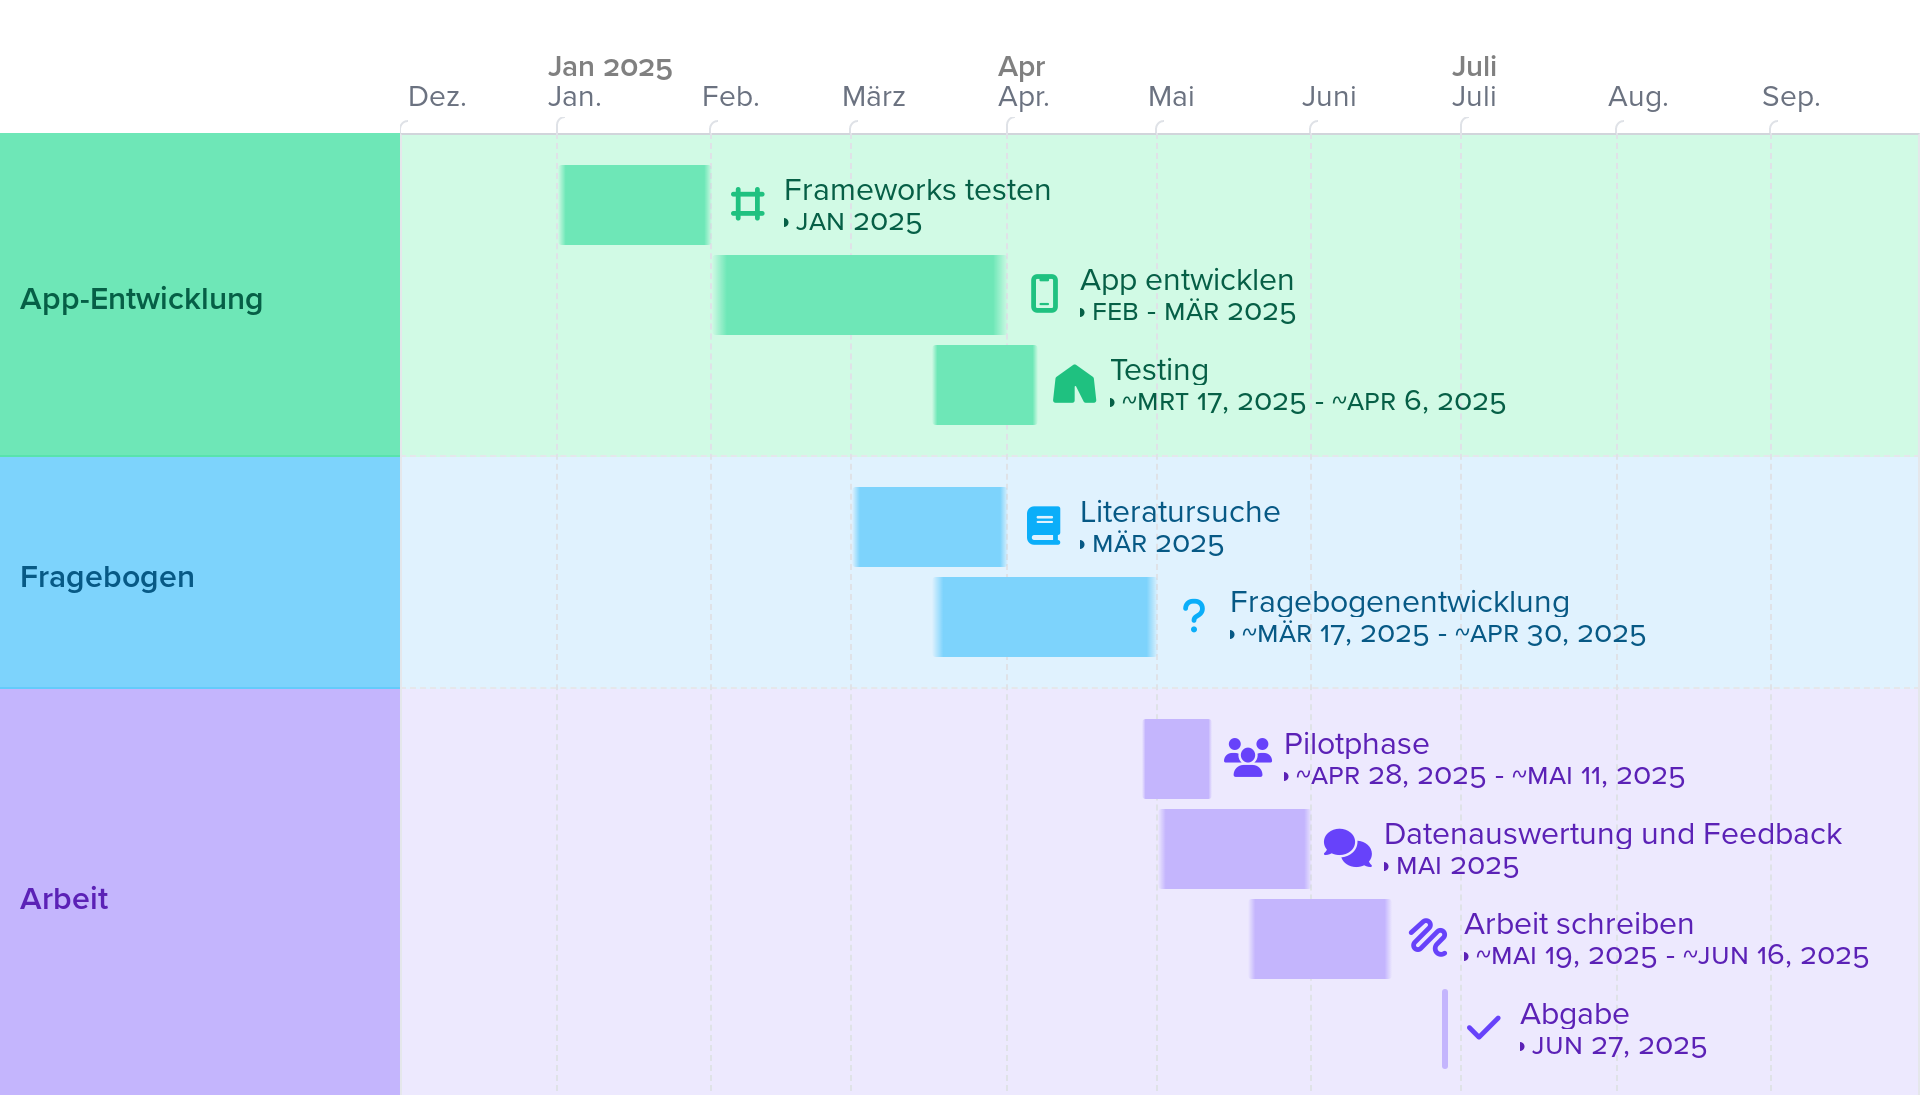 Jan 2025
Apr
Juli
Dez.
Jan.
Feb.
März
Apr.
Mai
Juni
Juli
Aug.
Sep.
App-Entwicklung
Frameworks testen
JAN 2025
App entwicklen
FEB - MÄR 2025
Testing
~MRT 17, 2025 - ~APR 6, 2025
Fragebogen
Literatursuche
MÄR 2025
Fragebogenentwicklung
~MÄR 17, 2025 - ~APR 30, 2025
Arbeit
Pilotphase
~APR 28, 2025 - ~MAI 11, 2025
Datenauswertung und Feedback
MAI 2025
Arbeit schreiben
~MAI 19, 2025 - ~JUN 16, 2025
Abgabe
JUN 27, 2025